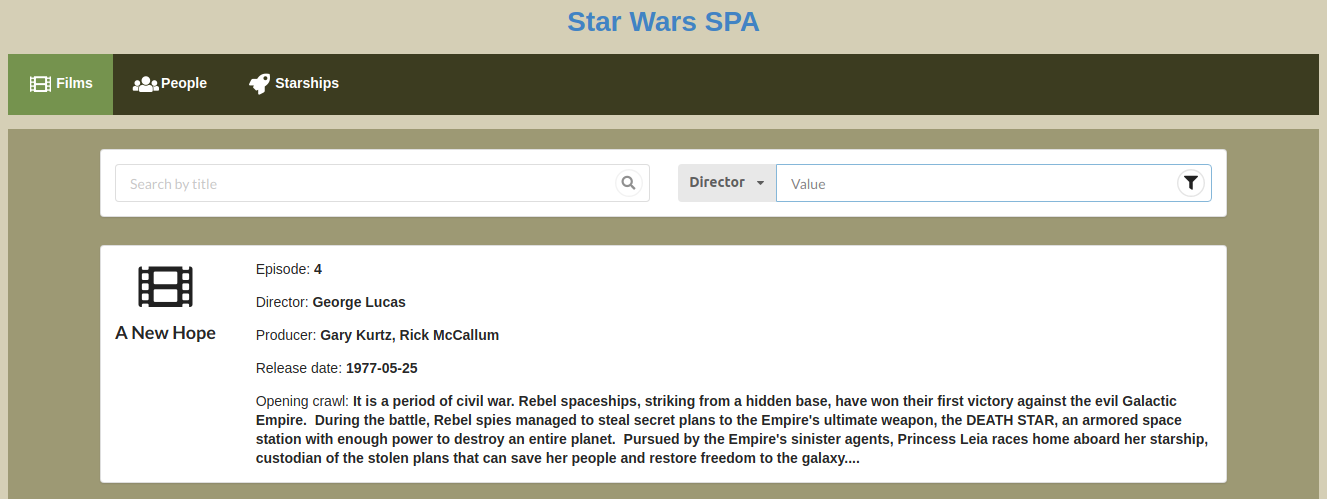 Star Wars SPA
Films People Starships
Search by title Director Value
A New Hope
Episode: 4
Director: George Lucas
Producer: Gary Kurtz, Rick McCallum
Release date: 1977-05-25
Opening crawl: It is a period of civil war. Rebel spaceships, striking from a hidden base, have won their first victory against the evil Galactic
Empire.  During the battle, Rebel spies managed to steal secret plans to the Empire's ultimate weapon, the DEATH STAR, an armored space
station with enough power to destroy an entire planet.  Pursued by the Empire's sinister agents, Princess Leia races home aboard her starship,
custodian of the stolen plans that can save her people and restore freedom to the galaxy....